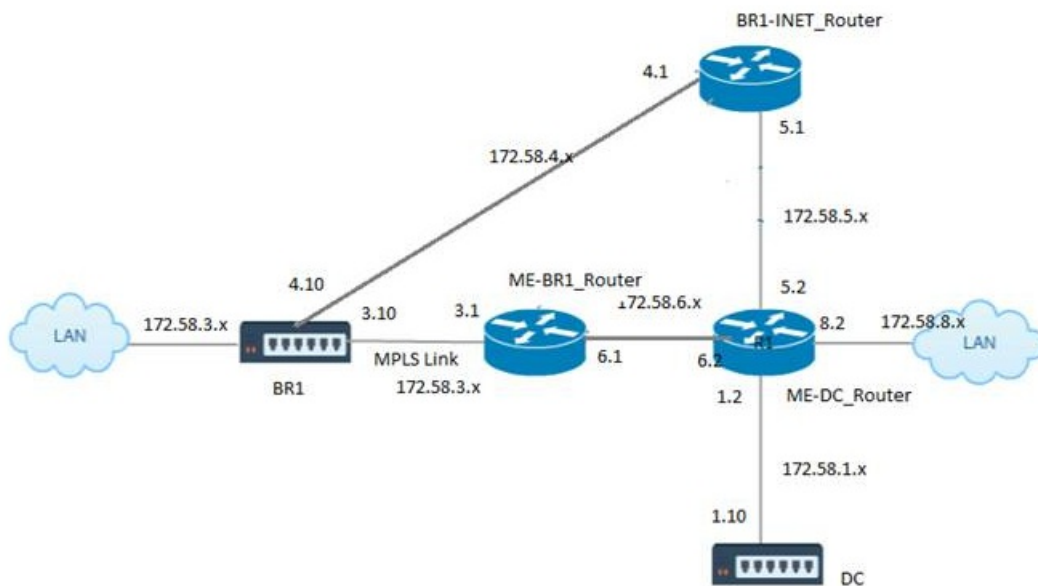 BR1-INET_Router
4.1
5.1
172.58.4.x
172.58.5.x
4.10
ME-BR1_Router
5.2
172.58.6.x
LAN
172.58.3.x
3.10
3.1
8.2
172.58.8.x
LAN
R1
MPLS Link
6.1
6.2
BR1
172.58.3.x
1.2
ME-DC_Router
172.58.1.x
1.10
DC